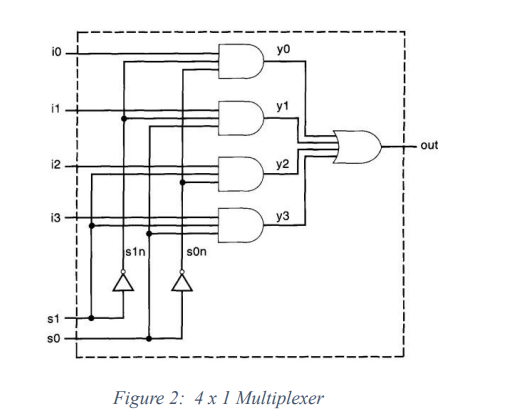 i0
y0
i1
y1
out
i2
y2
i3
y3
s1n
s0n
s1
s0
Figure 2: 4 x 1 Multiplexer